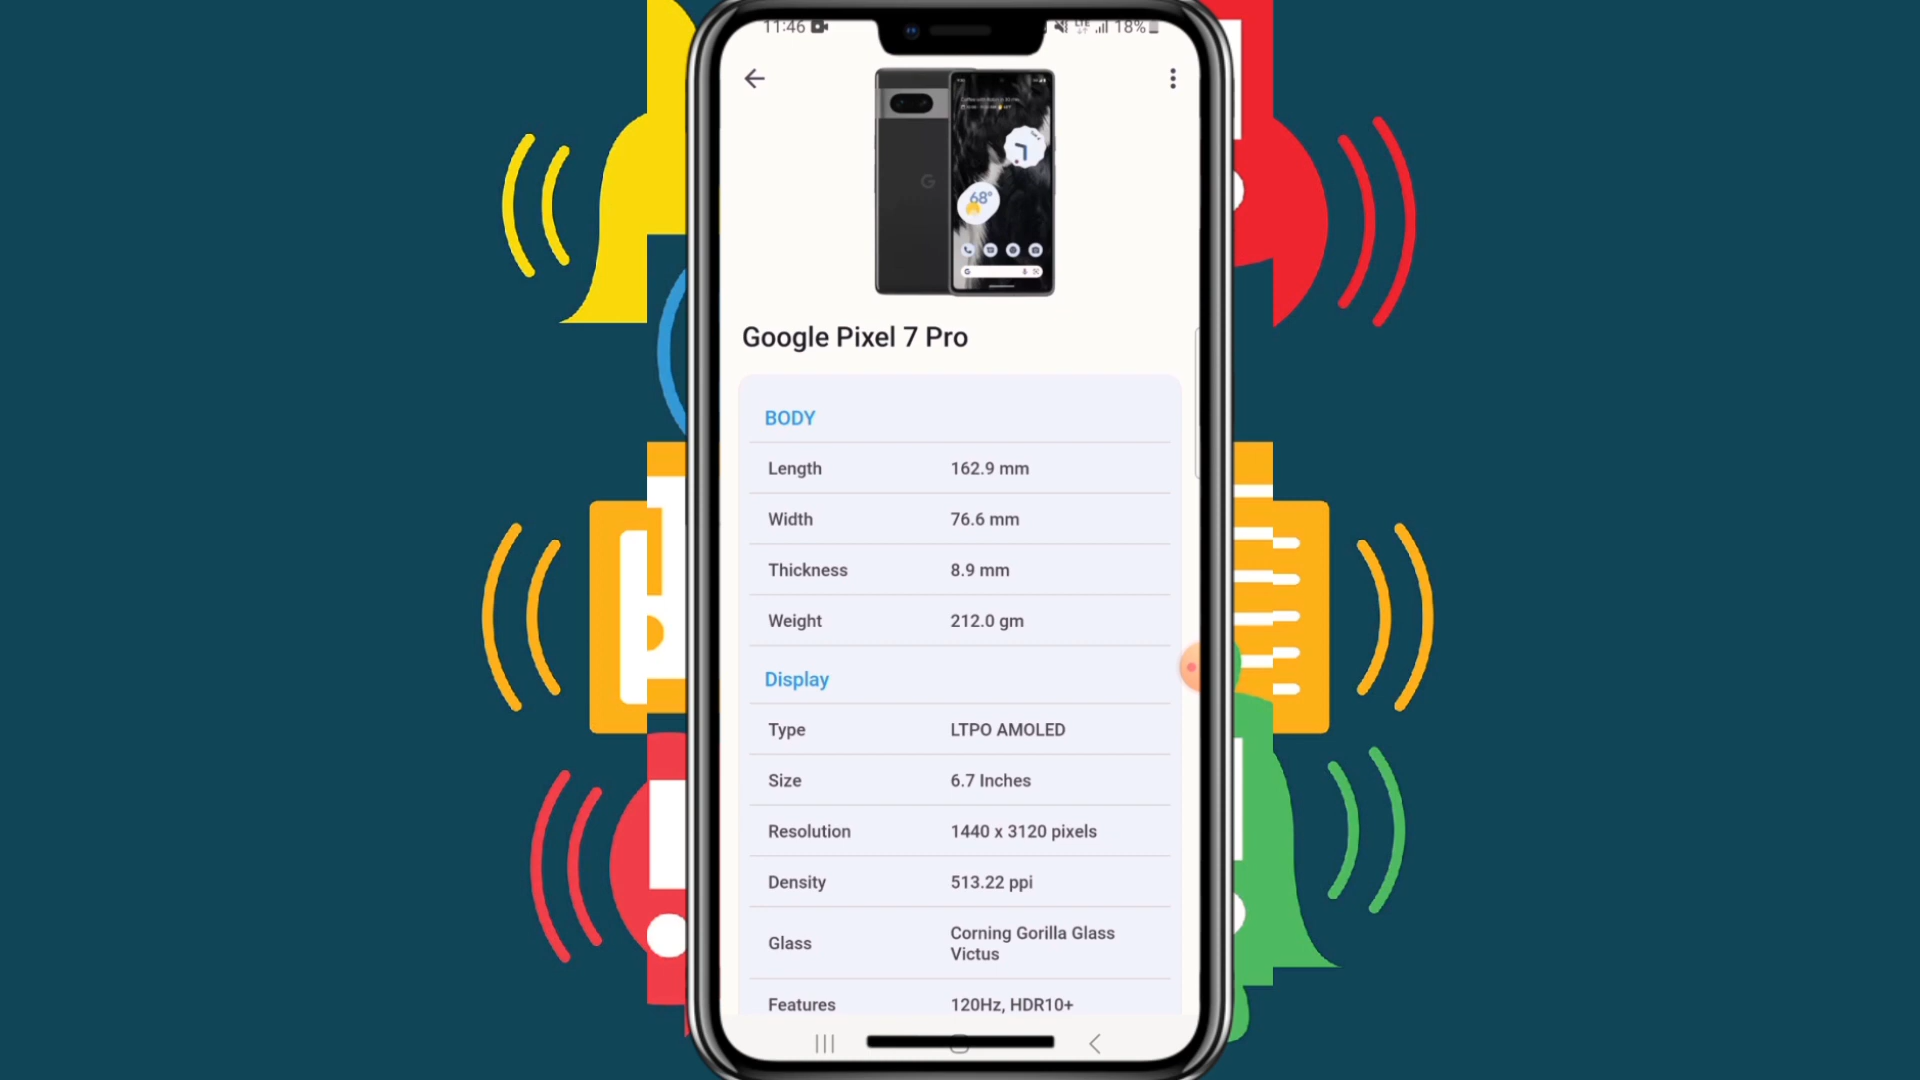 11:46 LTE 18%
68°
G
G
Google Pixel 7 Pro
BODY
Length 162.9 mm
Width 76.6 mm
Thickness 8.9 mm
Weight 212.0 gm
Display
Type LTPO AMOLED
Size 6.7 Inches
Resolution 1440 x 3120 pixels
Density 513.22 ppi
Glass Corning Gorilla Glass
Victus
Features 120Hz, HDR10+